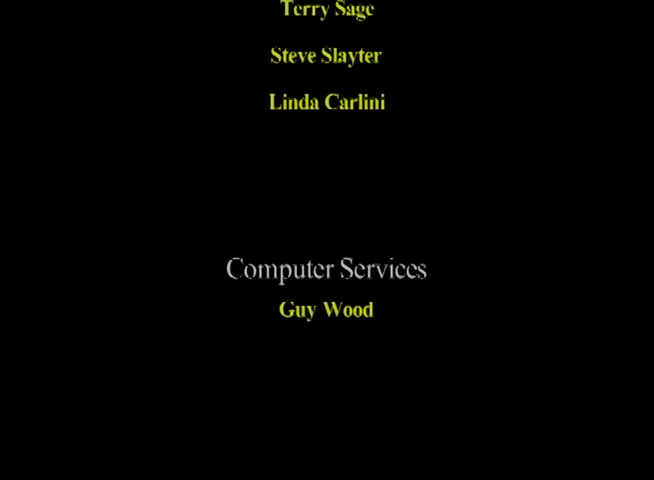 Terry Sage
Steve Slayter
Linda Carlini
Computer Services
Guy Wood